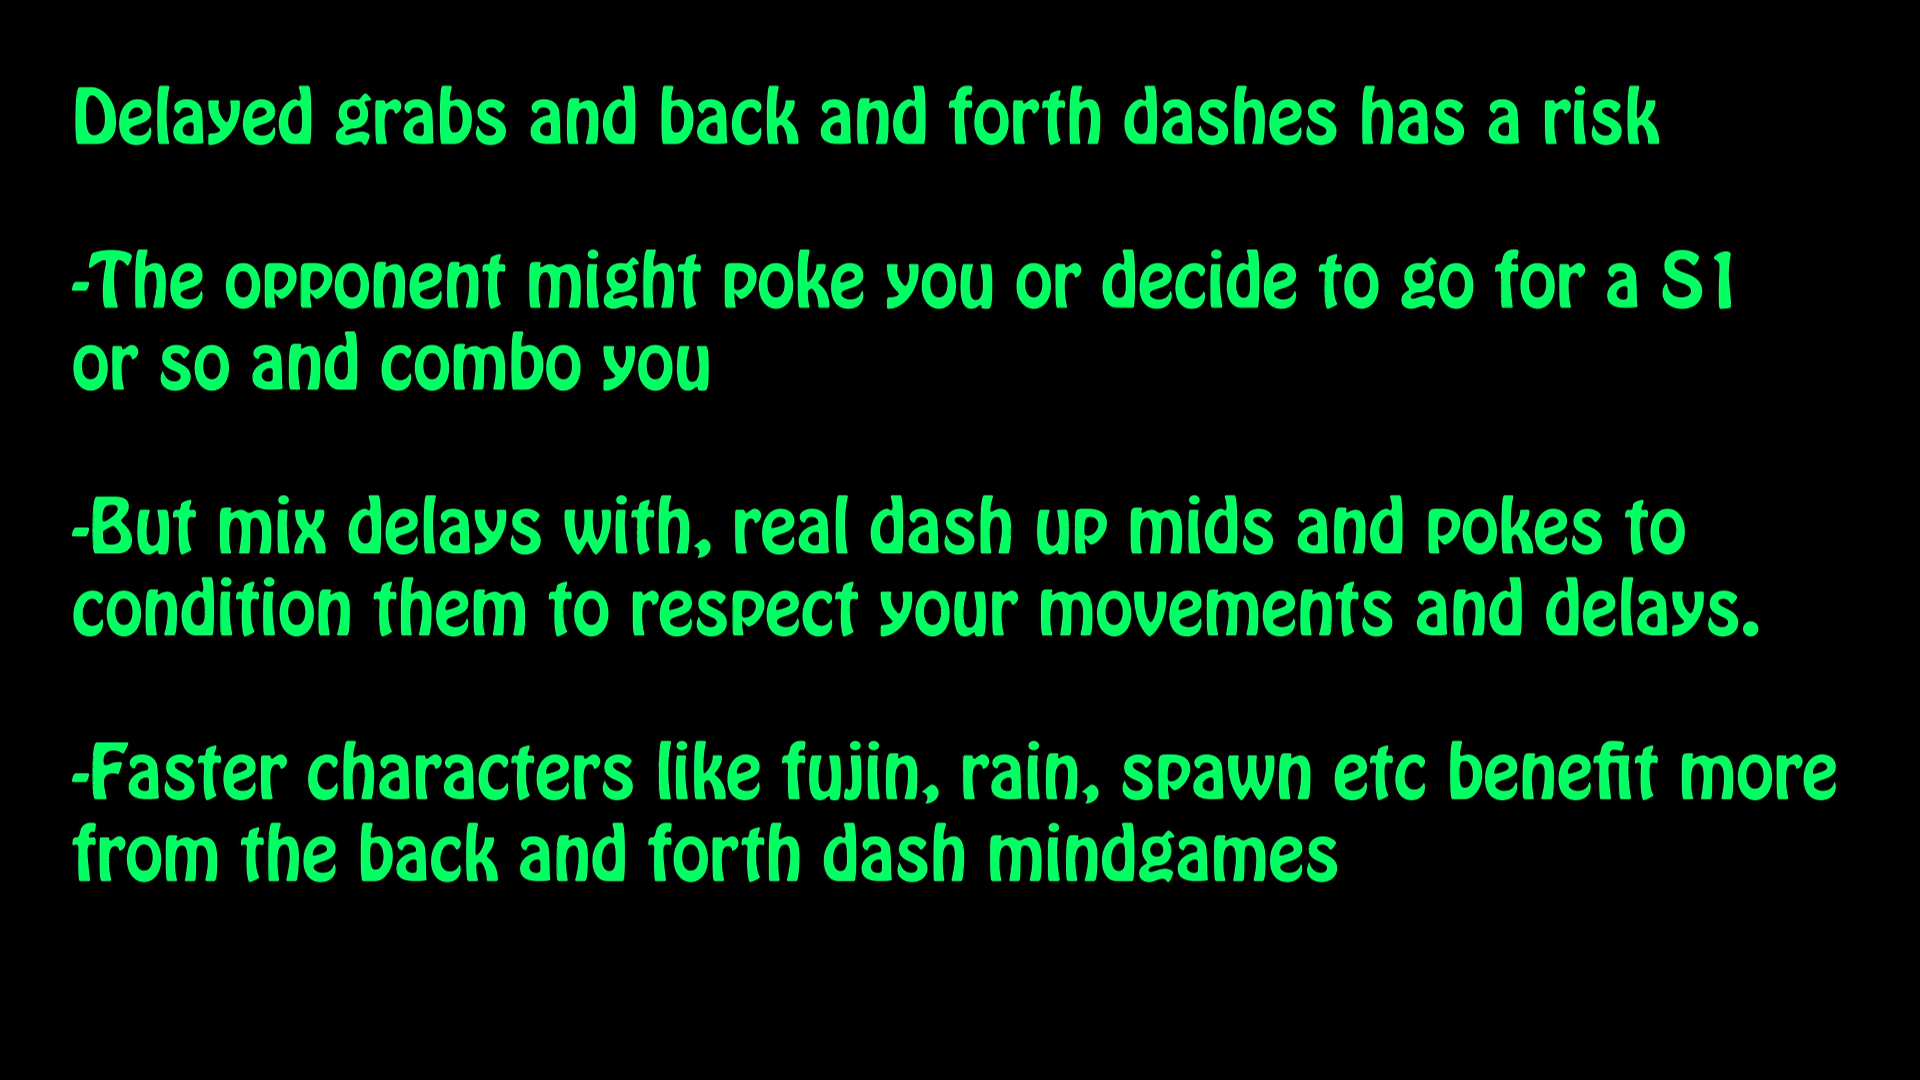 Delayed grabs and back and forth dashes has a risk
-The opponent might poke you or decide to go for a S1
or so and combo you
-But mix delays with, real dash up mids and pokes to
condition them to respect your movements and delays.
-Faster characters like fujin, rain, spawn etc benefit more
from the back and forth dash mindgames